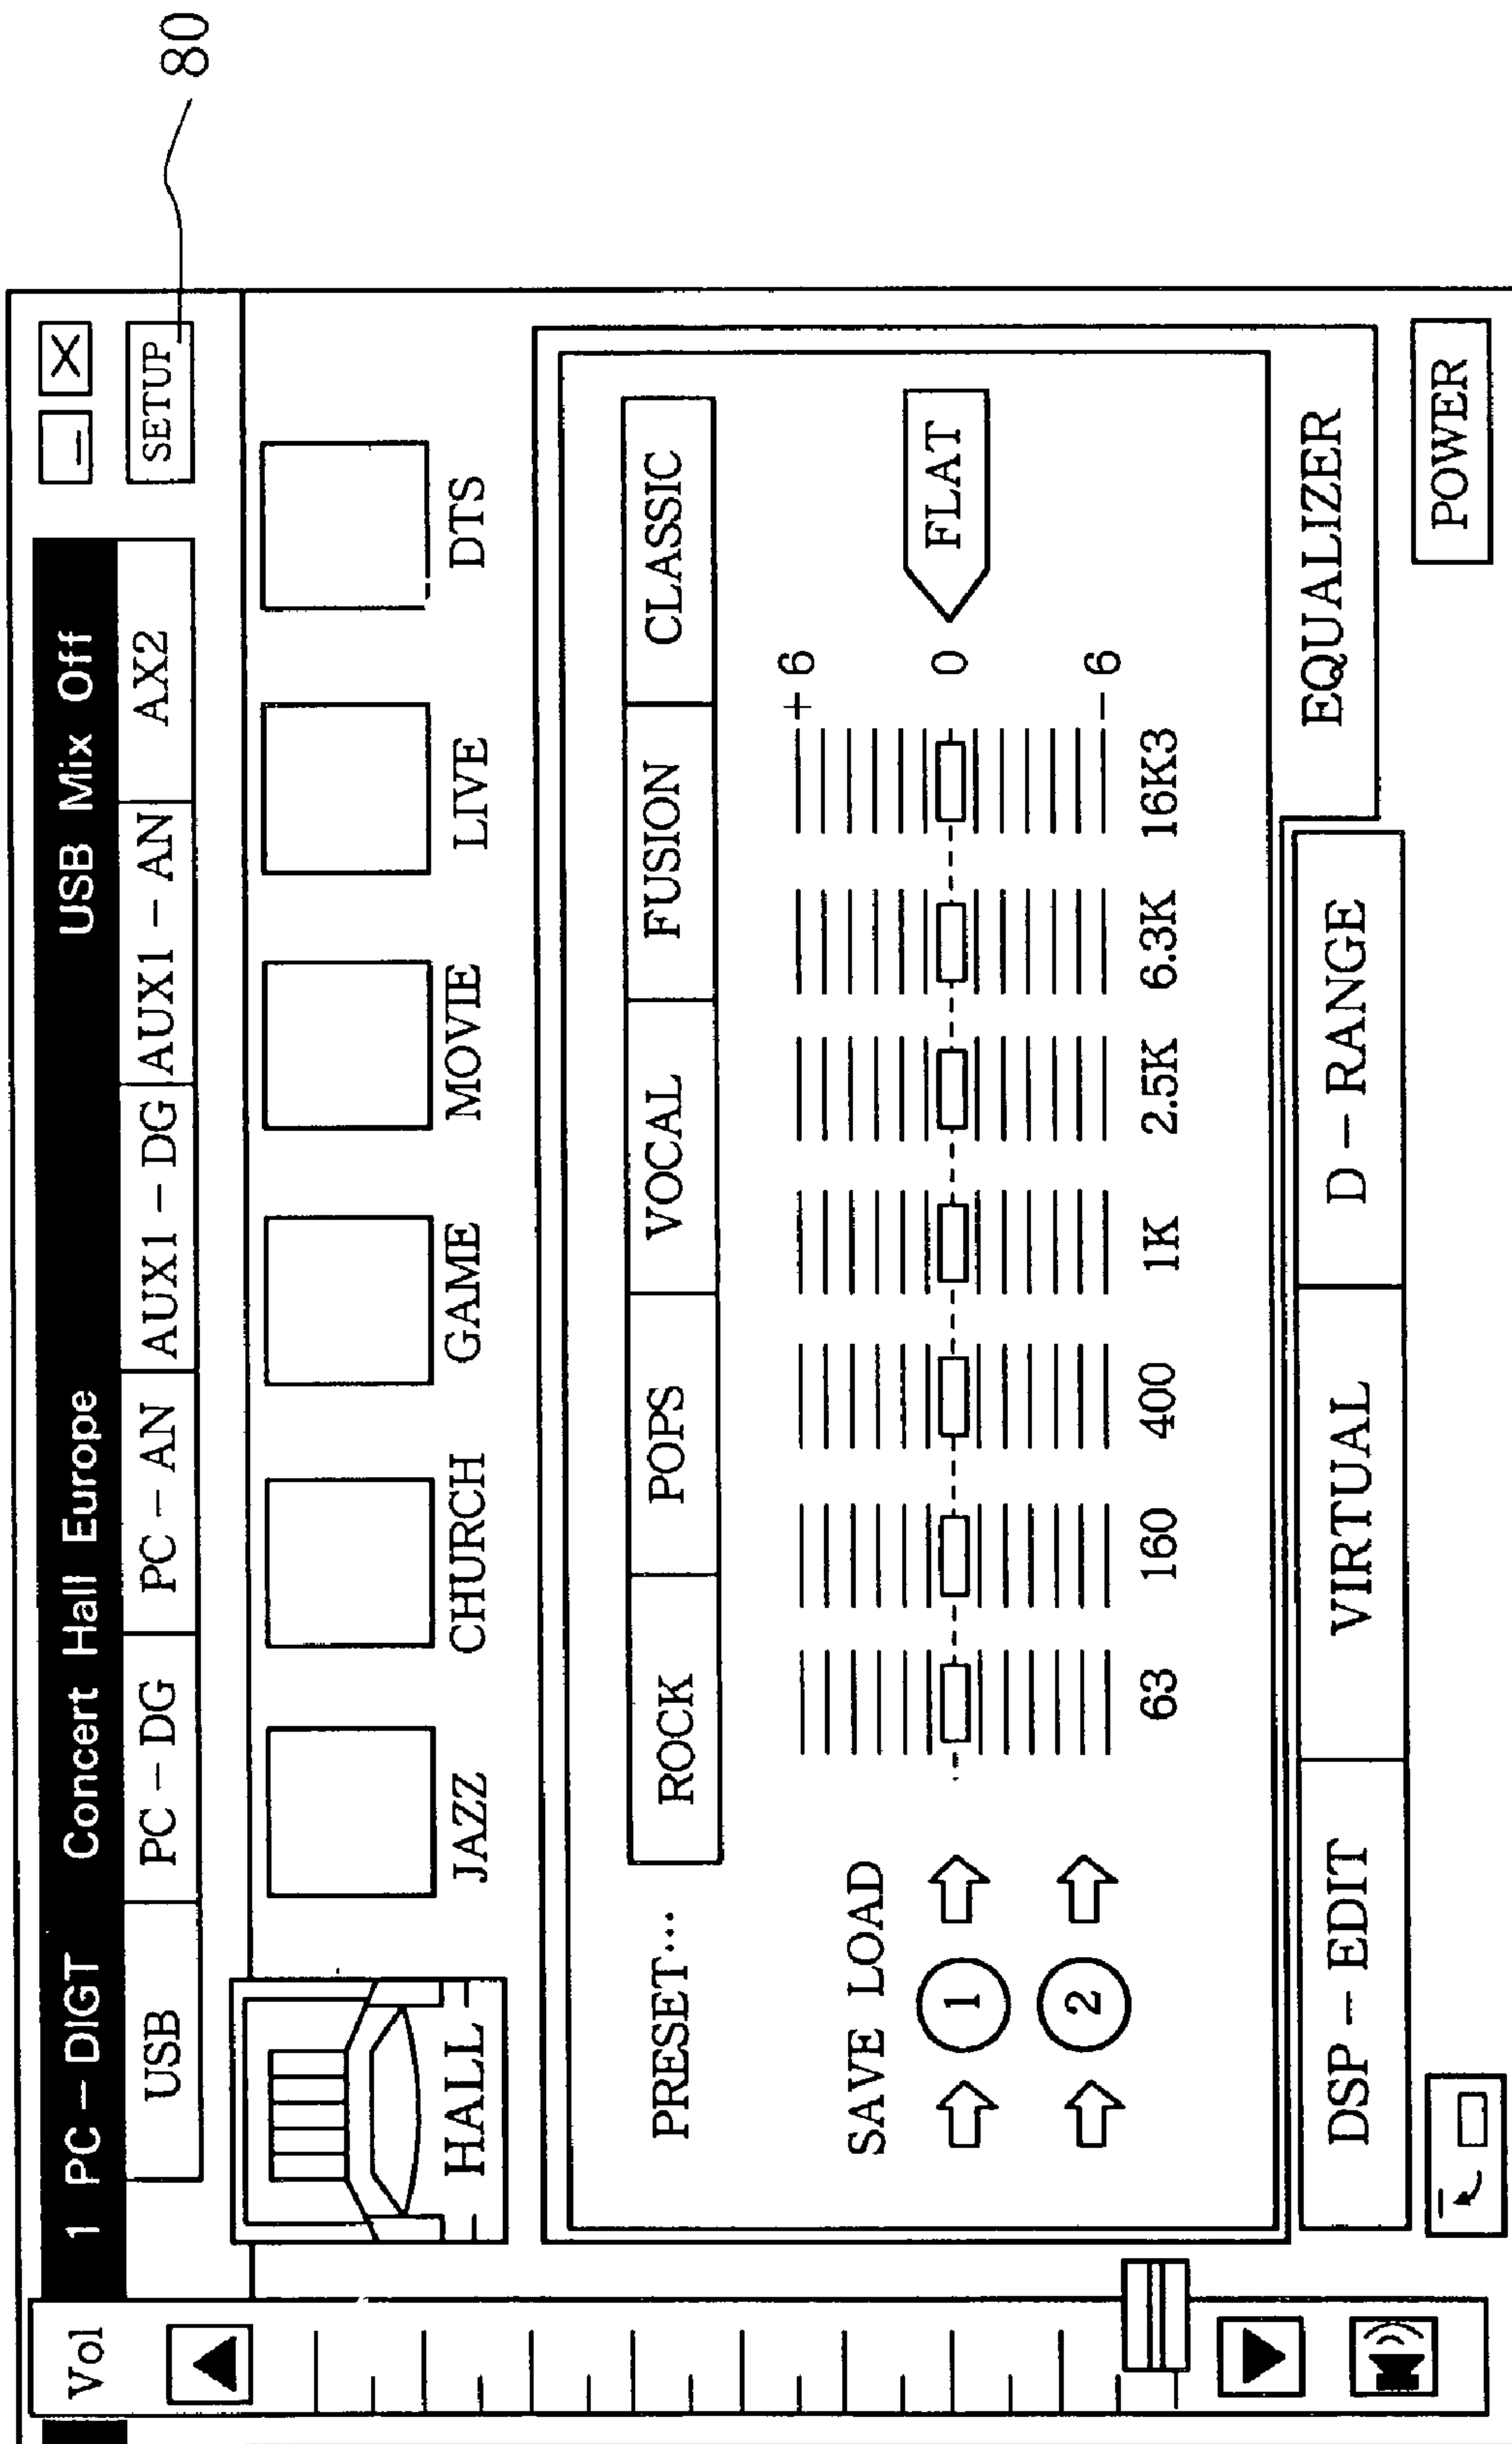 80
Vol 1 PC – DIGT Concert Hall Europe USB Mix Off
USB PC – DG PC – AN AUX1 – DG AUX1 – AN AX2 SETUP
HALL JAZZ CHURCH GAME MOVIE LIVE DTS
PRESET... ROCK POPS VOCAL FUSION CLASSIC
SAVE LOAD
+6
1 0 FLAT
2
–6
63 160 400 1K 2.5K 6.3K 16K3
DSP – EDIT VIRTUAL D – RANGE EQUALIZER
POWER